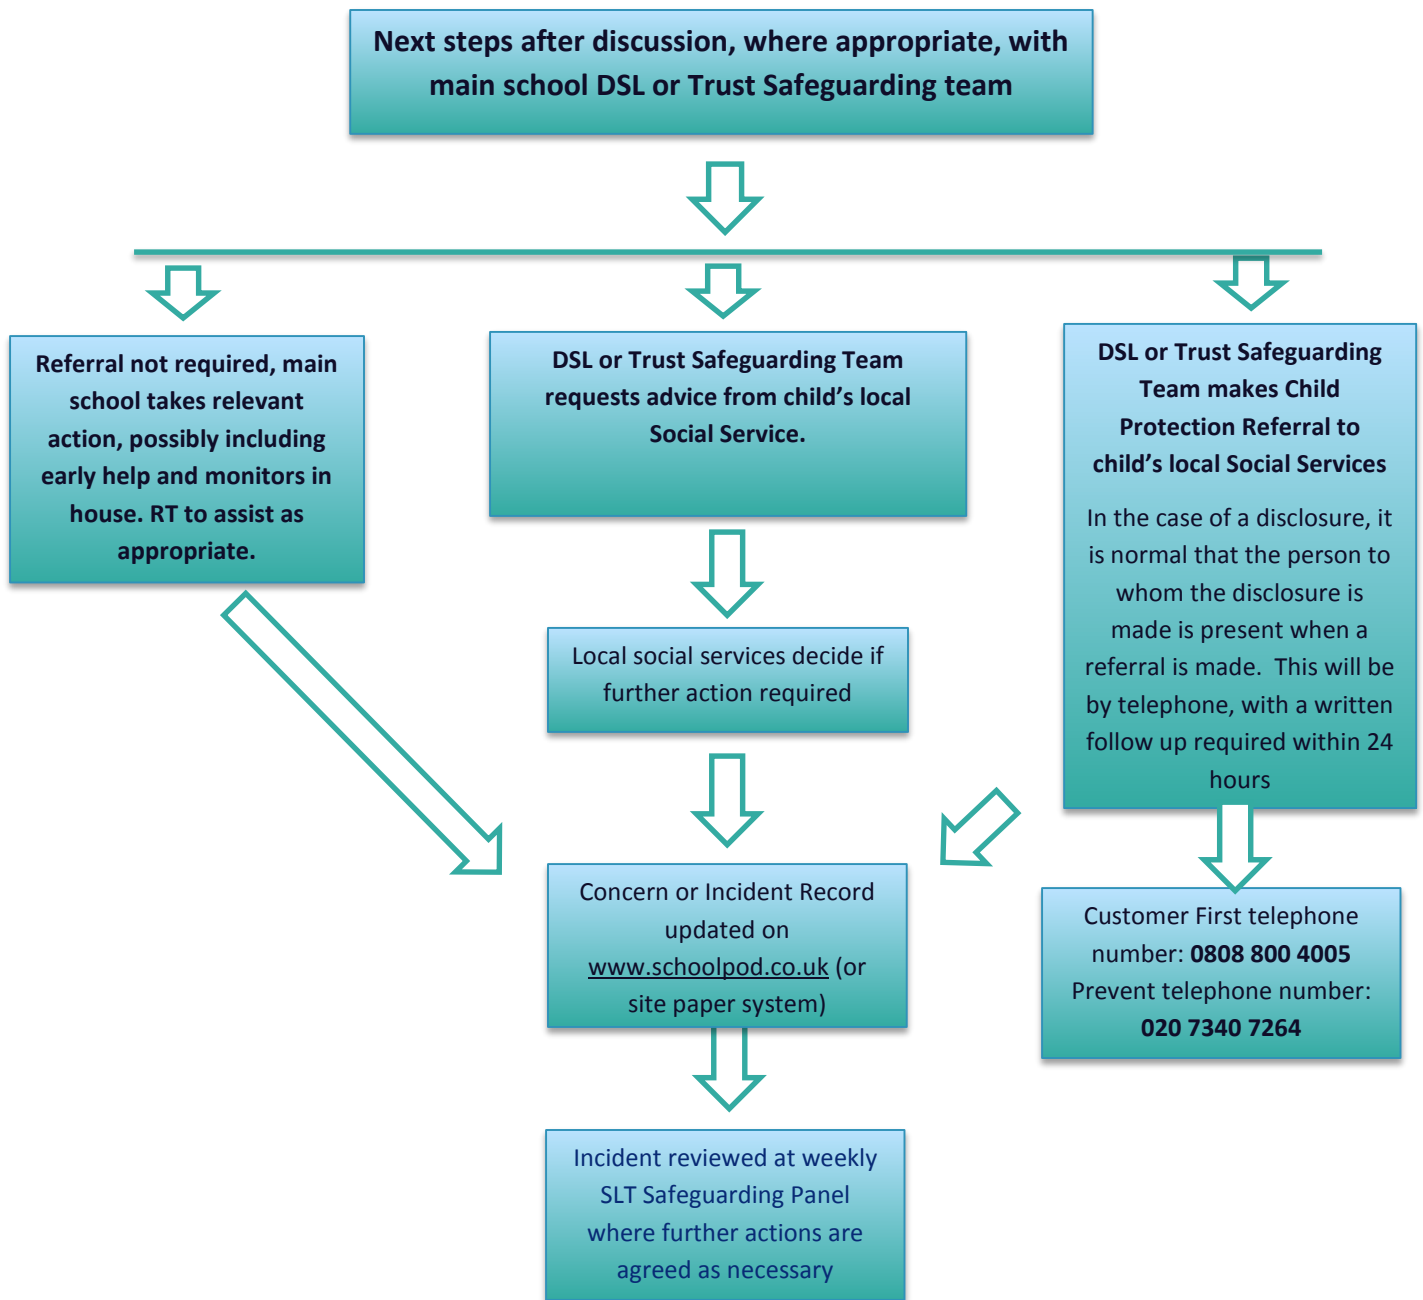 Next steps after discussion, where appropriate, with
main school DSL or Trust Safeguarding team
Referral not required, main
school takes relevant
action, possibly including
early help and monitors in
house. RT to assist as
appropriate.
DSL or Trust Safeguarding Team
requests advice from child’s local
Social Service.
DSL or Trust Safeguarding
Team makes Child
Protection Referral to
child’s local Social Services
In the case of a disclosure, it
is normal that the person to
whom the disclosure is
made is present when a
referral is made. This will be
by telephone, with a written
follow up required within 24
hours
Local social services decide if
further action required
Concern or Incident Record
updated on
www.schoolpod.co.uk (or
site paper system)
Customer First telephone
number: 0808 800 4005
Prevent telephone number:
020 7340 7264
Incident reviewed at weekly
SLT Safeguarding Panel
where further actions are
agreed as necessary